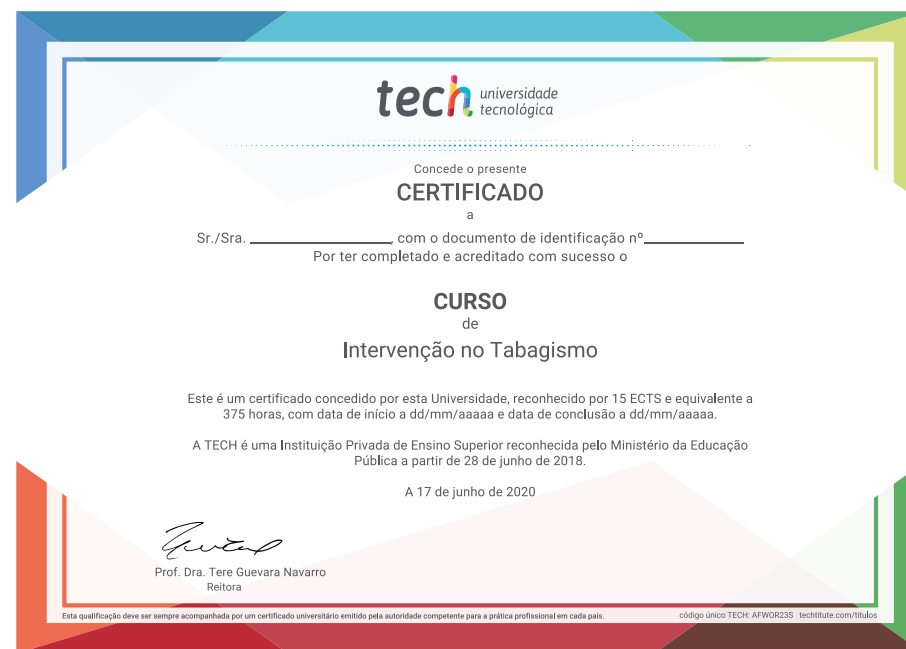 tech universidade
tecnológica
Concede o presente
CERTIFICADO
a
Sr./Sra. ____________________, com o documento de identificação nº______________
Por ter completado e acreditado com sucesso o
CURSO
de
Intervenção no Tabagismo
Este é um certificado concedido por esta Universidade, reconhecido por 15 ECTS e equivalente a
375 horas, com data de início a dd/mm/aaaaa e data de conclusão a dd/mm/aaaaa.
A TECH é uma Instituição Privada de Ensino Superior reconhecida pelo Ministério da Educação
Pública a partir de 28 de junho de 2018.
A 17 de junho de 2020
Prof. Dra. Tere Guevara Navarro
Reitora
Esta qualificação deve ser sempre acompanhada por um certificado universitário emitido pela autoridade competente para a prática profissional em cada país.
código único TECH: AFWOR23S techtitute.com/titulos